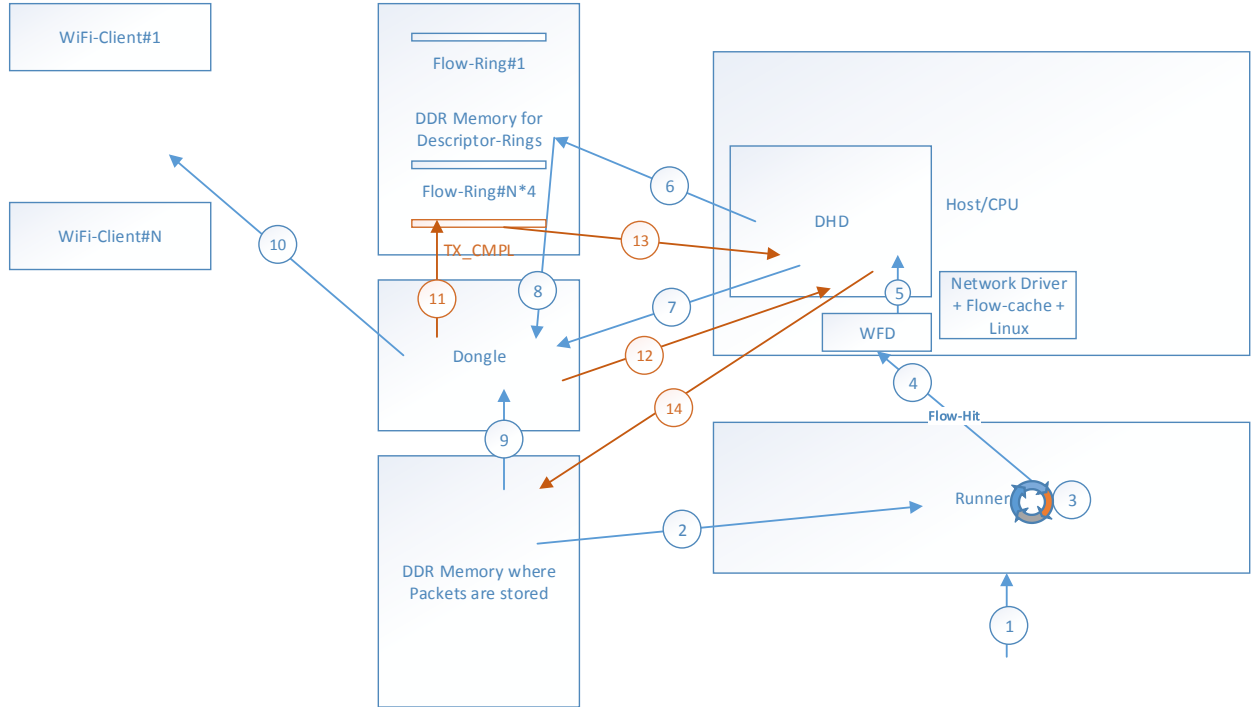 WiFi-Client#1
WiFi-Client#N
10
Flow-Ring#1
DDR Memory for
Descriptor-Rings
Flow-Ring#N*4
TX_CMPL
11
8
Dongle
9
DDR Memory where
Packets are stored
6
13
7
12
14
2
DHD
Host/CPU
5
WFD
Network Driver
+ Flow-cache +
Linux
4
Flow-Hit
Runner
3
1